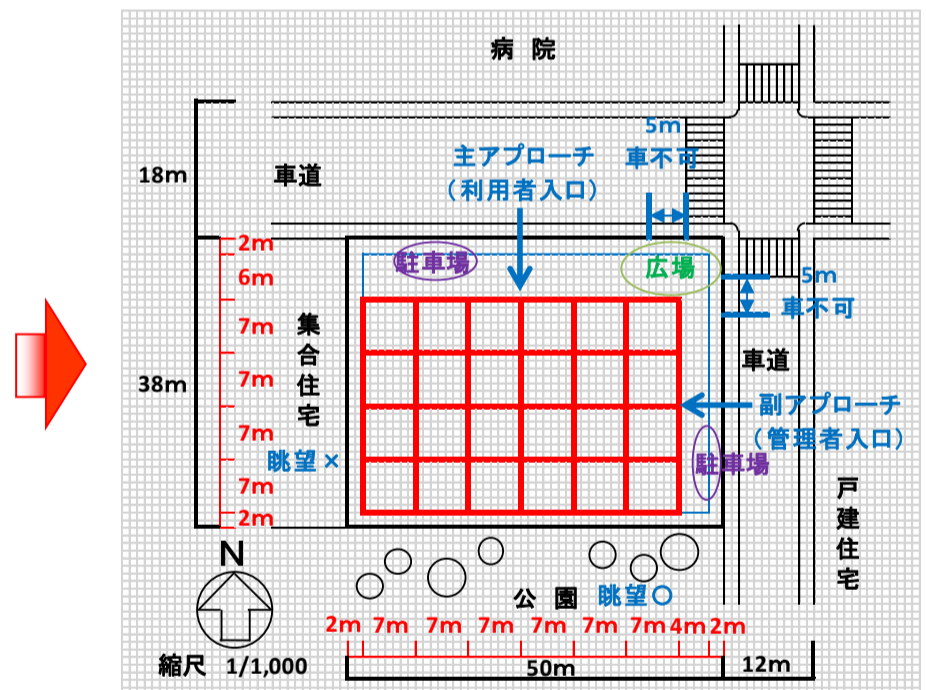 病 院
5m
車不可
主アプローチ
(利用者入口)
18m
車道
2m
駐車場
広場
6m
5m
車不可
7m
集合住宅
車道
38m
7m
副アプローチ
(管理者入口)
7m
眺望×
駐車場
7m
戸建住宅
2m
N
公 園
眺望○
2m 7m 7m 7m 7m 7m 7m 4m 2m
縮尺 1/1,000
50m
12m